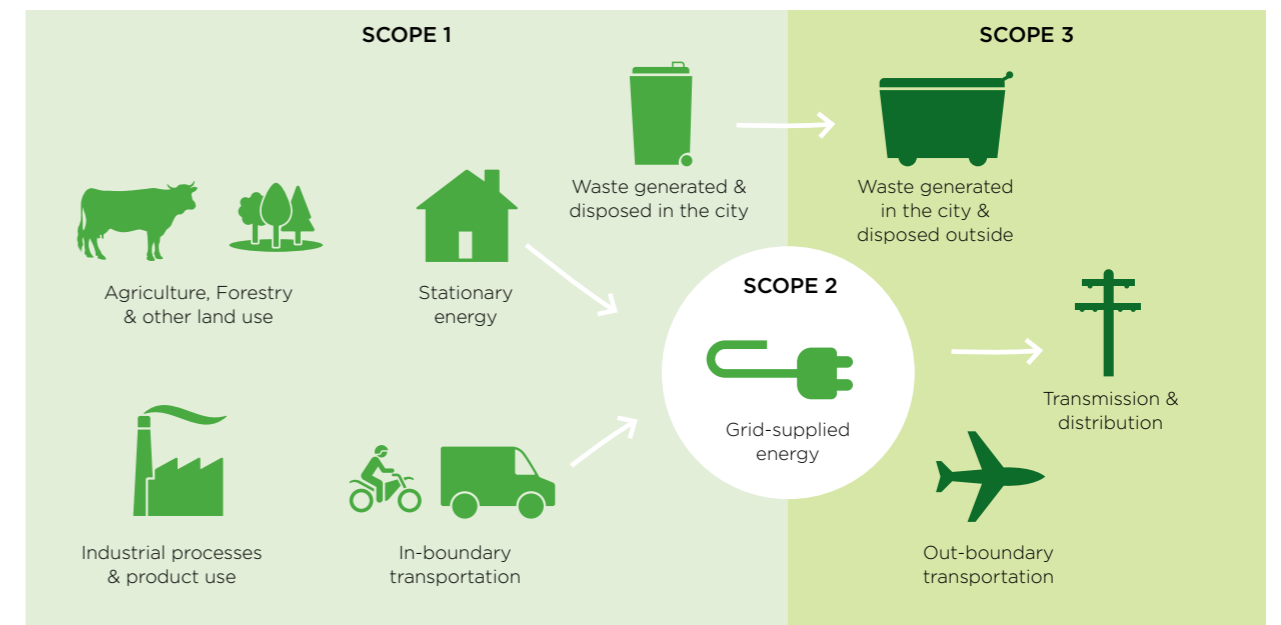 SCOPE 1
SCOPE 3
Waste generated &
disposed in the city
Waste generated
in the city &
disposed outside
Agriculture, Forestry
& other land use
Stationary
energy
SCOPE 2
Grid-supplied
energy
Transmission &
distribution
Industrial processes
& product use
In-boundary
transportation
Out-boundary
transportation